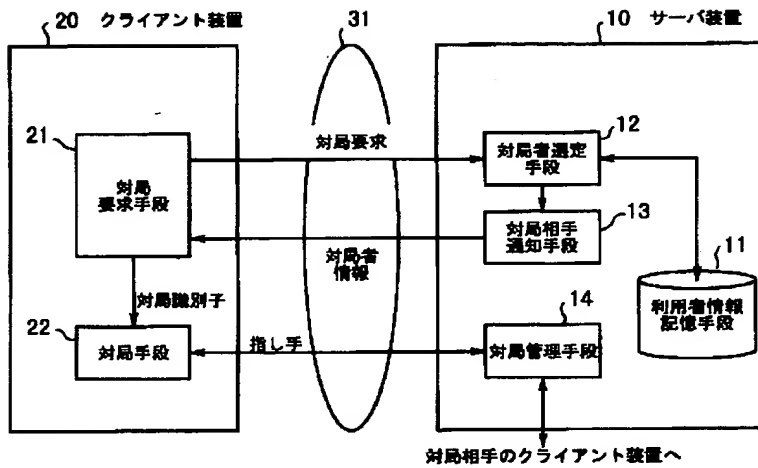 20 クライアント装置
31
10 サーバ装置
21
対局
要求手段
対局要求
12
対局者選定
手段
13
対局相手
通知手段
対局者
情報
11
利用者情報
記憶手段
対局識別子
22
対局手段
指し手
14
対局管理手段
対局相手のクライアント装置へ